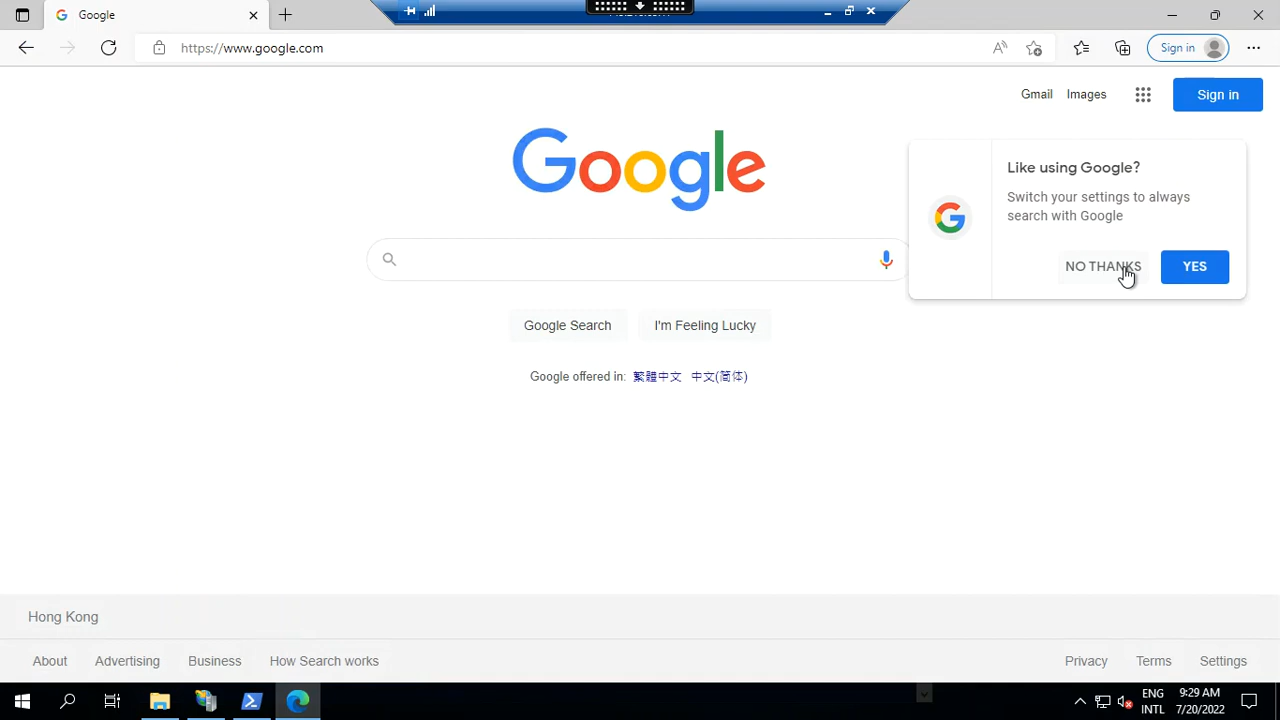 Google
https://www.google.com
Sign in
Gmail
Images
Sign in
Google
Like using Google?
Switch your settings to always
search with Google
NO THANKS
YES
Google Search
I'm Feeling Lucky
Google offered in: 繁體中文 中文(简体)
Hong Kong
About
Advertising
Business
How Search works
Privacy
Terms
Settings
ENG
INTL
9:29 AM
7/20/2022